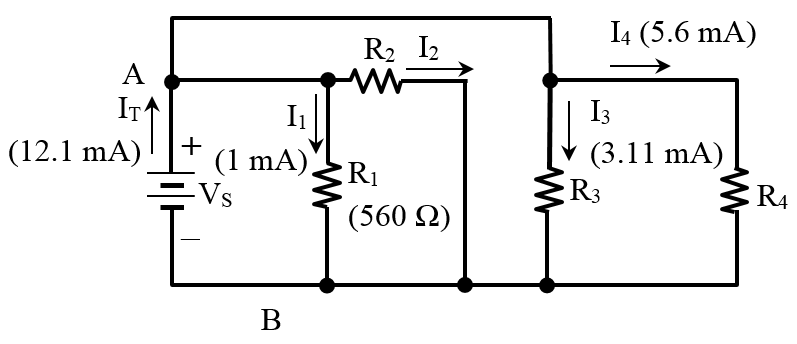 I4 (5.6 mA)
R2 I2
A
IT
I1
I3
(12.1 mA)
+
(1 mA)
(3.11 mA)
R1
VS
R3
R4
(560 Ω)
–
B